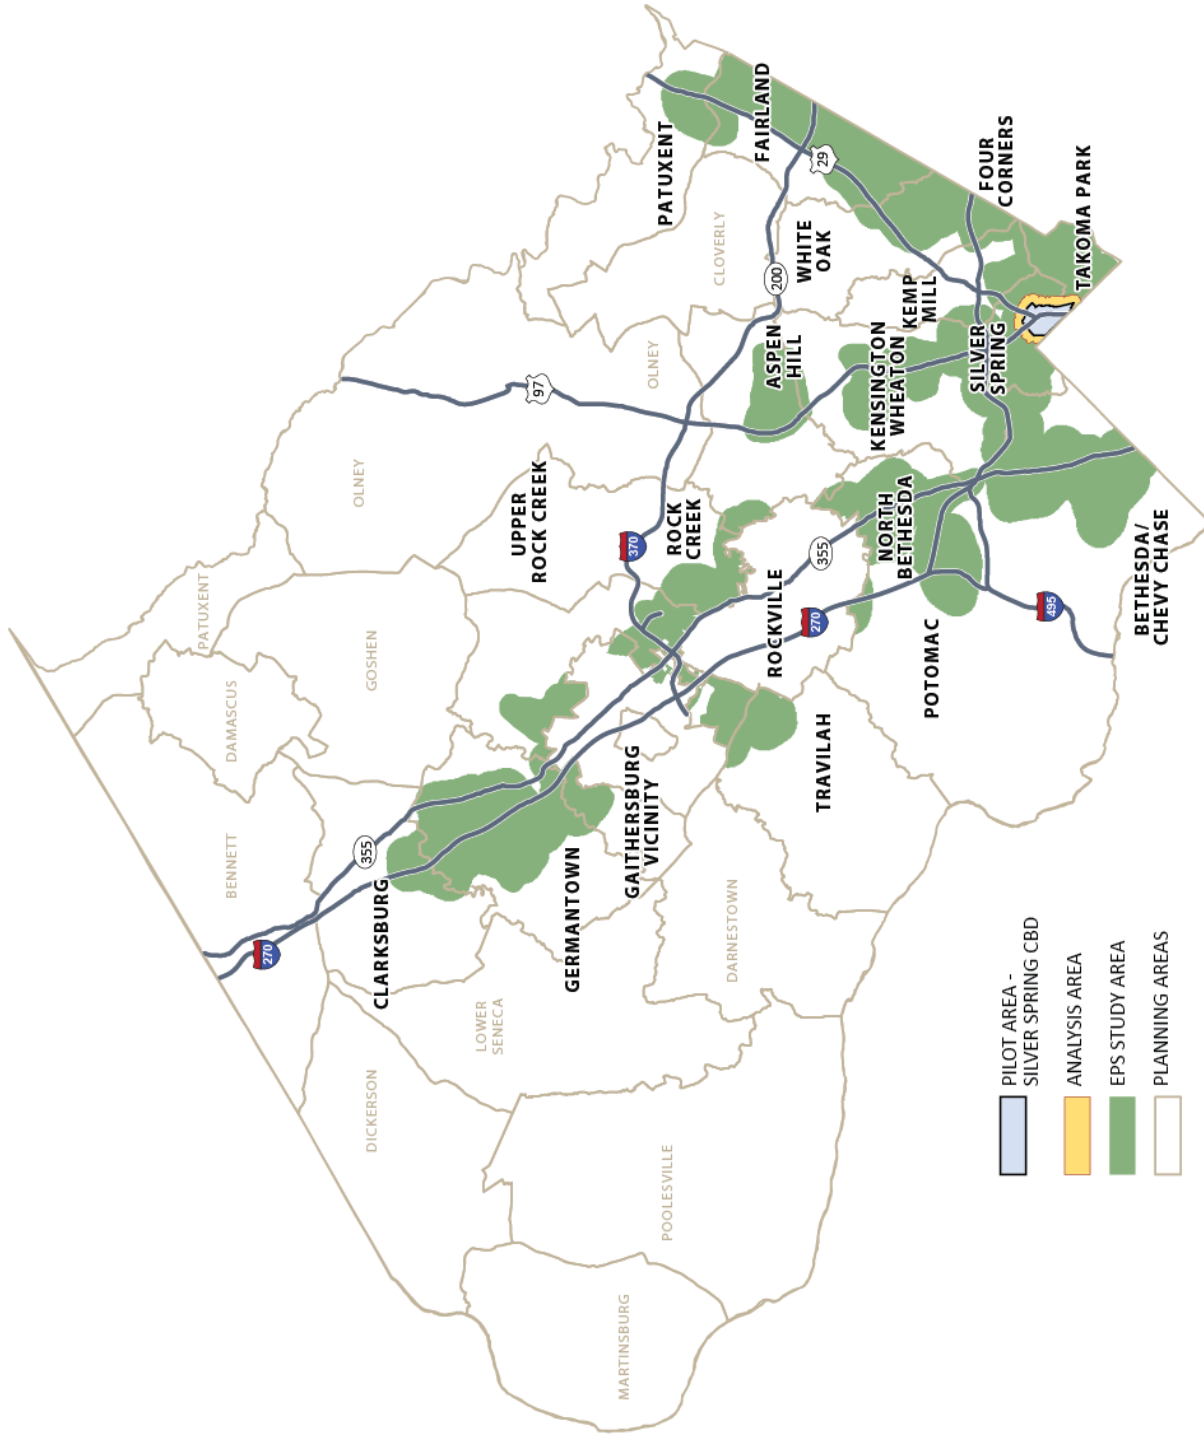 PATUXENT
FAIRLAND
29
FOUR
CORNERS
TAKOMA PARK
CLOVERLY
WHITE
OAK
200
KEMP
MILL
OLNEY
ASPEN
HILL
KENSINGTON
WHEATON
SILVER
SPRING
97
OLNEY
UPPER
ROCK CREEK
370
ROCK
CREEK
355
NORTH
BETHESDA
BETHESDA/
CHEVY CHASE
495
PATUXENT
GOSHEN
ROCKVILLE
270
POTOMAC
DAMASCUS
GAITHERSBURG
VICINITY
TRAVILAH
BENNETT
355
CLARKSBURG
GERMANTOWN
DARNESTOWN
270
LOWER
SENECA
DICKERSON
POOLESVILLE
MARTINSBURG
PILOT AREA -
SILVER SPRING CBD
ANALYSIS AREA
EPS STUDY AREA
PLANNING AREAS